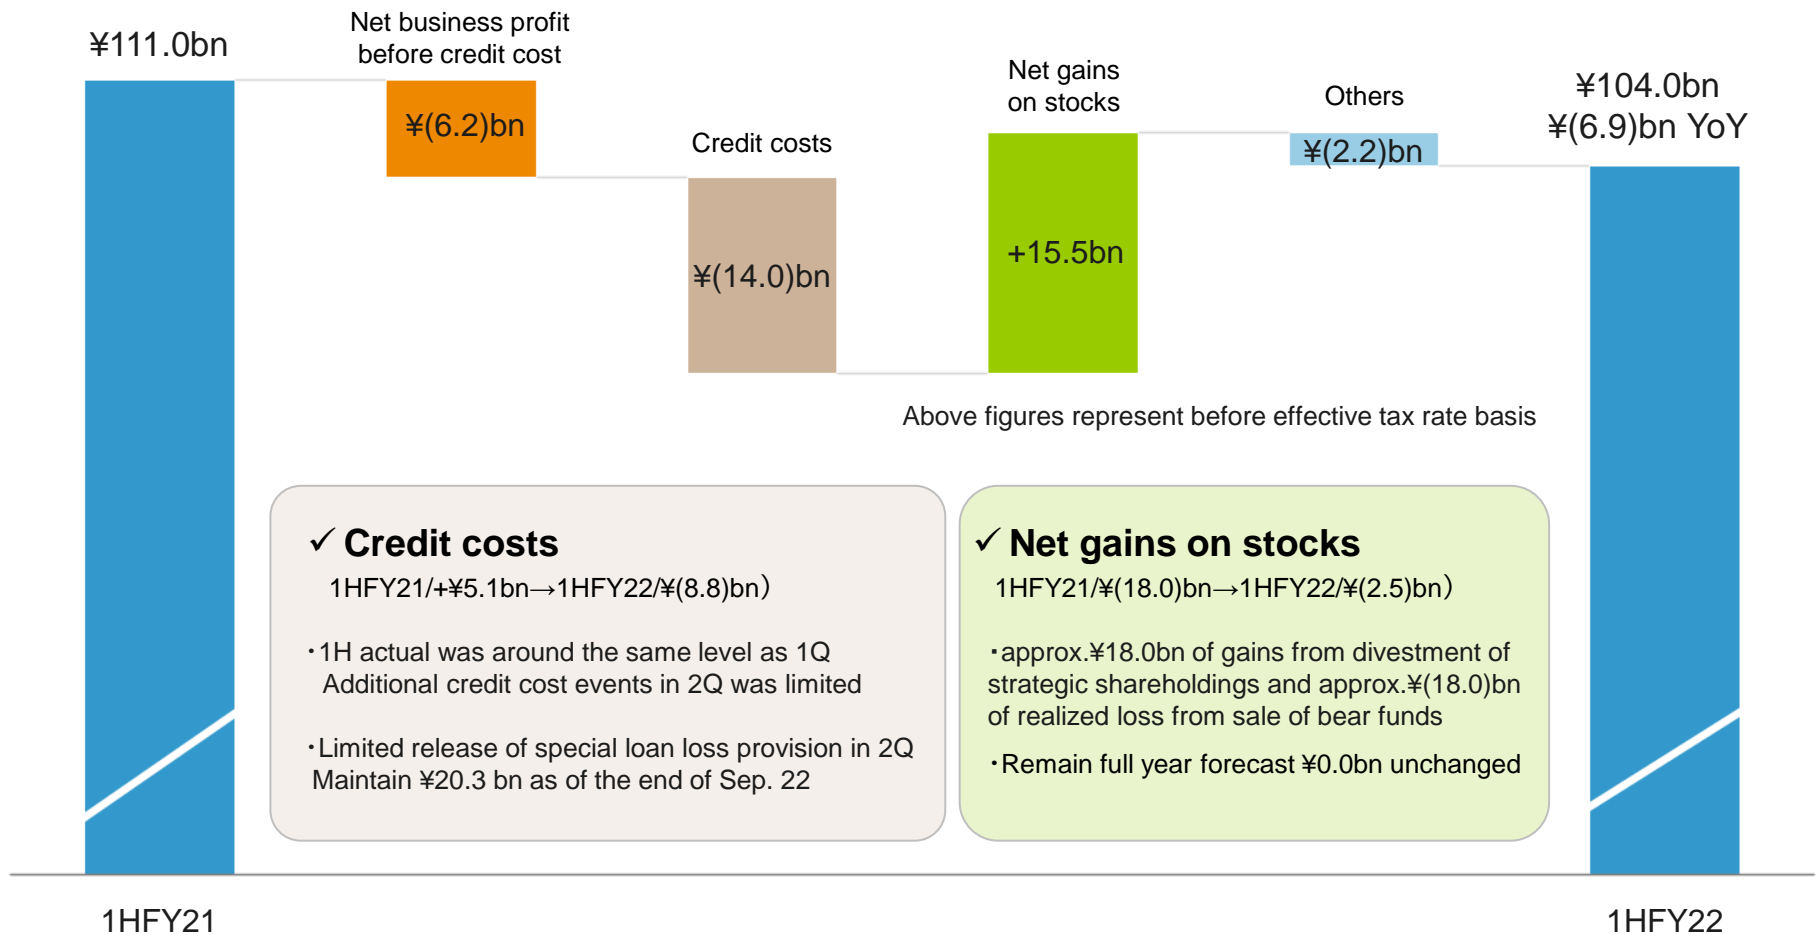 ¥111.0bn
Net business profit
before credit cost
¥(6.2)bn
Credit costs
¥(14.0)bn
Net gains
on stocks
+15.5bn
Others
¥(2.2)bn
¥104.0bn
¥(6.9)bn YoY
Above figures represent before effective tax rate basis
✓ Credit costs
1HFY21/+¥5.1bn→1HFY22/¥(8.8)bn）
・1H actual was around the same level as 1Q
Additional credit cost events in 2Q was limited
・Limited release of special loan loss provision in 2Q
Maintain ¥20.3 bn as of the end of Sep. 22
✓ Net gains on stocks
1HFY21/¥(18.0)bn→1HFY22/¥(2.5)bn）
・approx.¥18.0bn of gains from divestment of
strategic shareholdings and approx.¥(18.0)bn
of realized loss from sale of bear funds
・Remain full year forecast ¥0.0bn unchanged
1HFY21
1HFY22